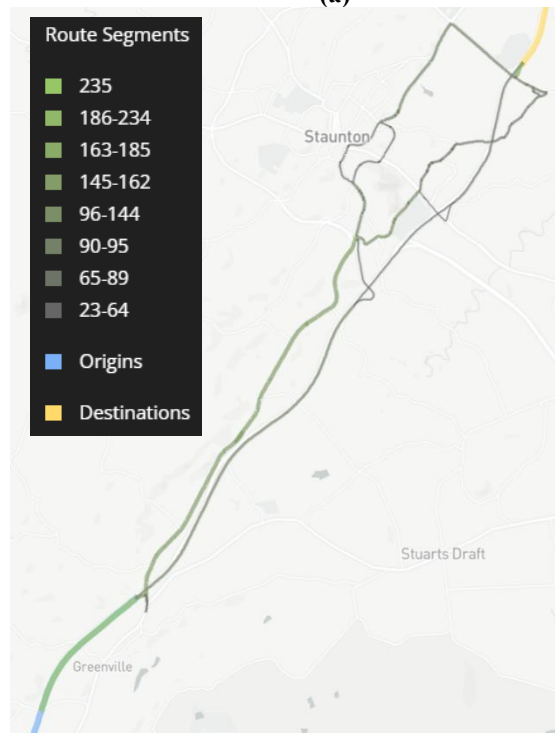 (a)
Route Segments
235
186-234
163-185
145-162
96-144
90-95
65-89
23-64
Origins
Destinations
Staunton
Stuarts Draft
Greenville